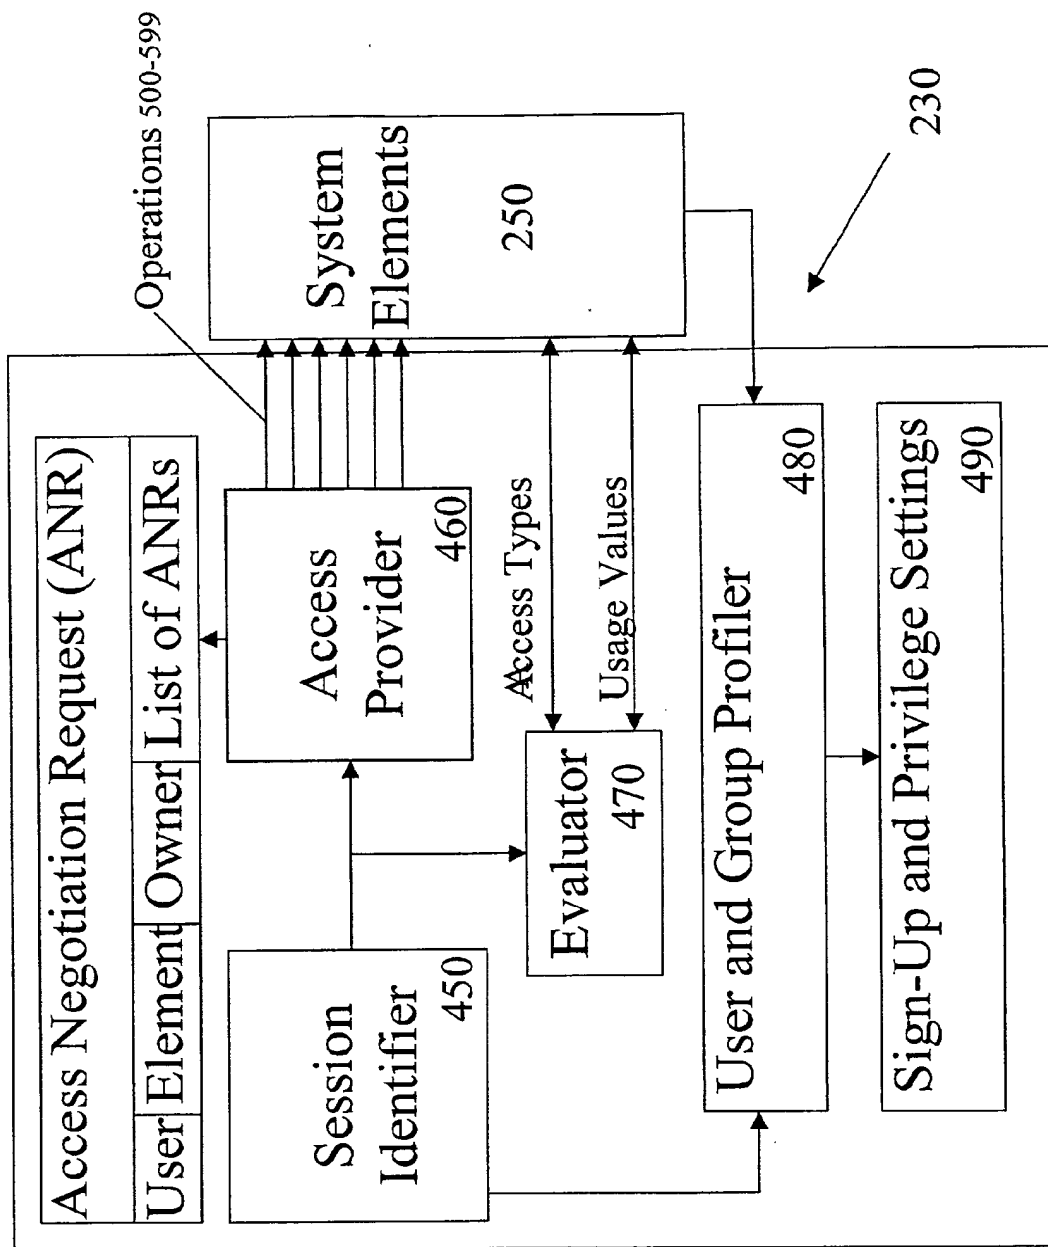 Access Negotiation Request (ANR)
User Element Owner List of ANRs
Operations 500-599
Session
Identifier
450
Access
Provider
460
System
Elements
250
Evaluator
470
Access Types
Usage Values
User and Group Profiler
480
Sign-Up and Privilege Settings
490
230